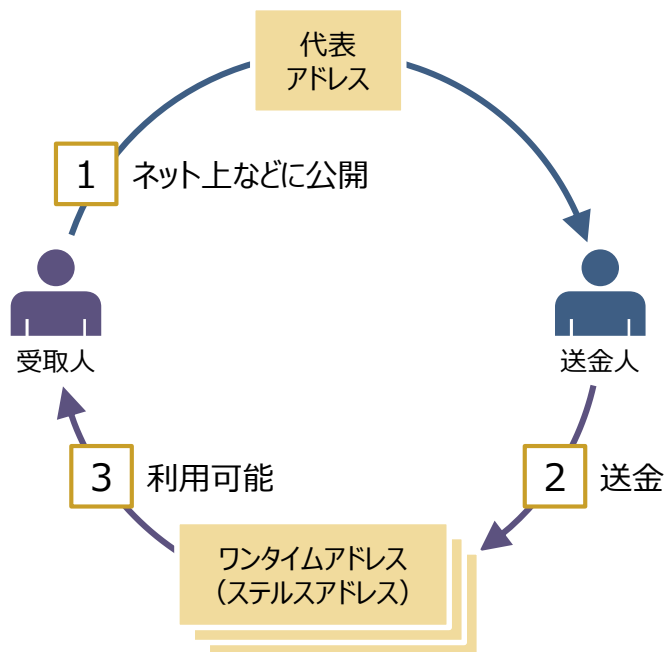 代表
アドレス
1 ネット上などに公開
受取人
送金人
3 利用可能
2 送金
ワンタイムアドレス
（ステルスアドレス）